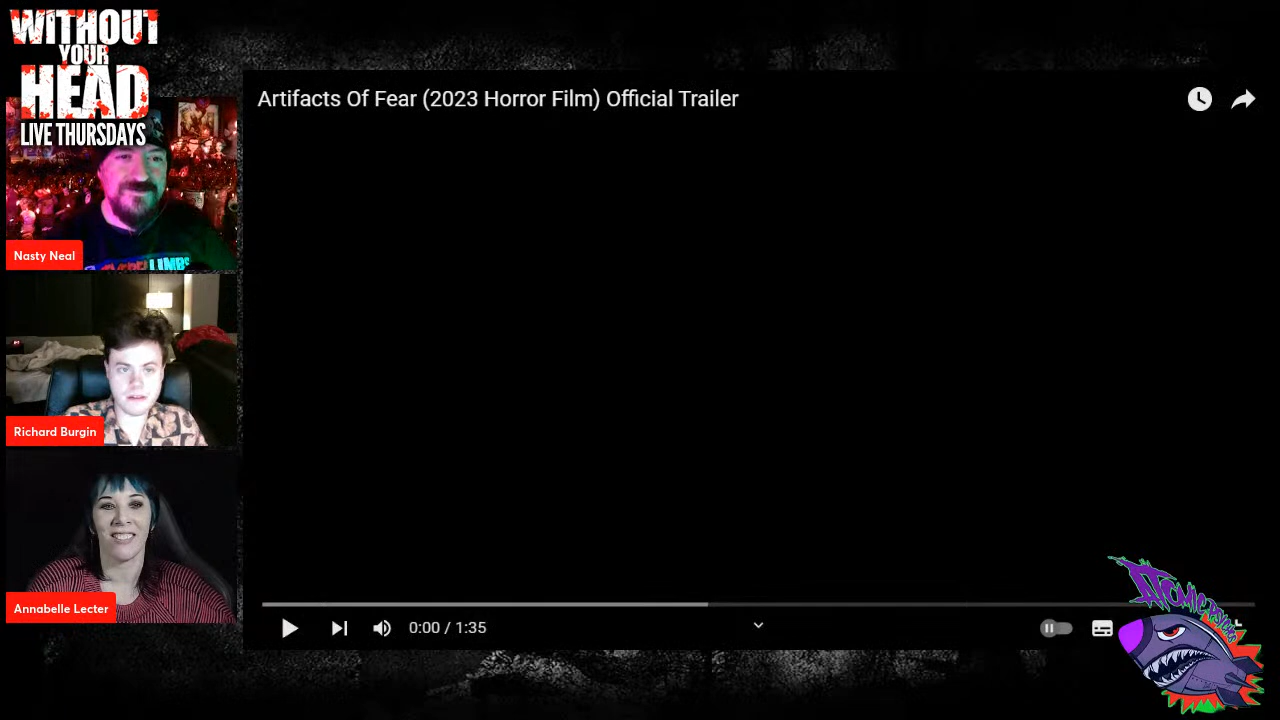 WITHOUT
YOUR
HEAD
LIVE THURSDAYS
Artifacts Of Fear (2023 Horror Film) Official Trailer
Nasty Neal
LIMBS
Richard Burgin
Annabelle Lecter
0:00 / 1:35